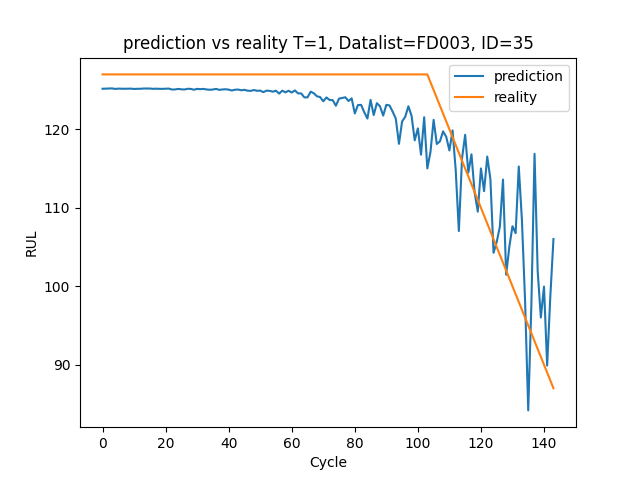 prediction vs reality T=1, Datalist=FD003, ID=35
prediction
reality
120
110
100
90
RUL
0
20
40
60
80
100
120
140
Cycle